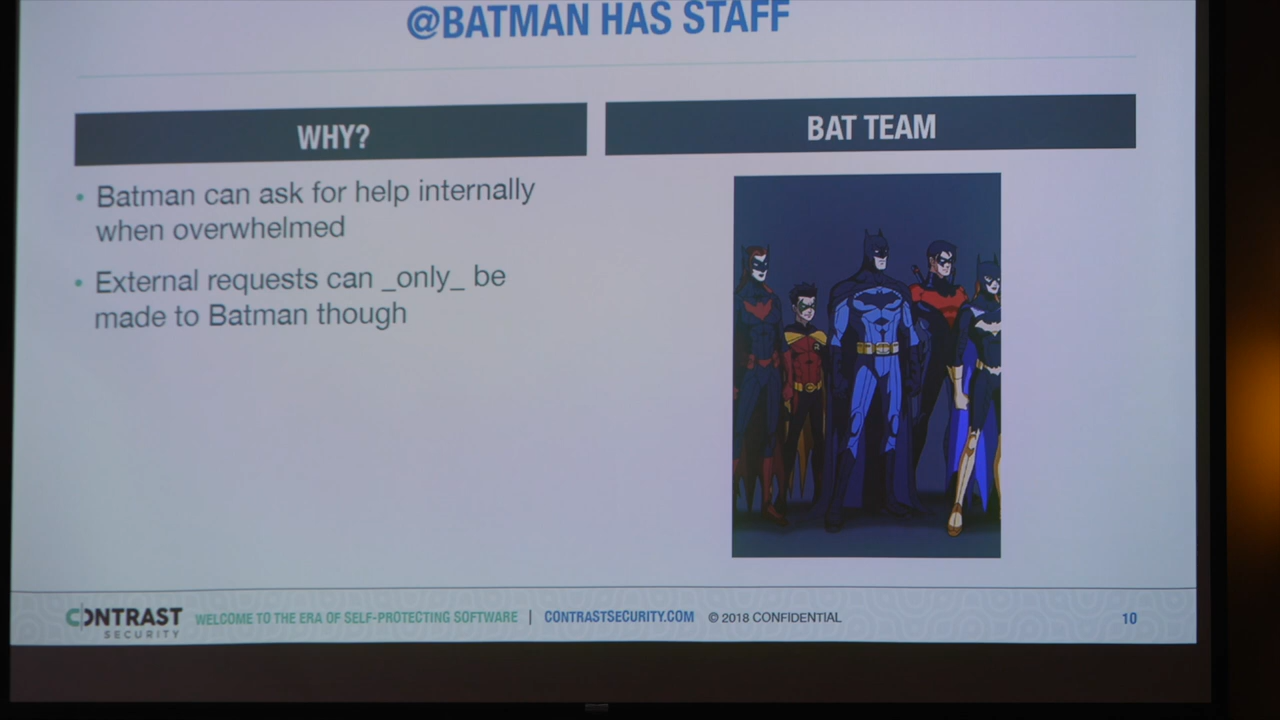 @BATMAN HAS STAFF
WHY?
• Batman can ask for help internally
when overwhelmed
• External requests can _only_ be
made to Batman though
BAT TEAM
CONTRAST
SECURITY
WELCOME TO THE ERA OF SELF-PROTECTING SOFTWARE | CONTRASTSECURITY.COM © 2018 CONFIDENTIAL
10